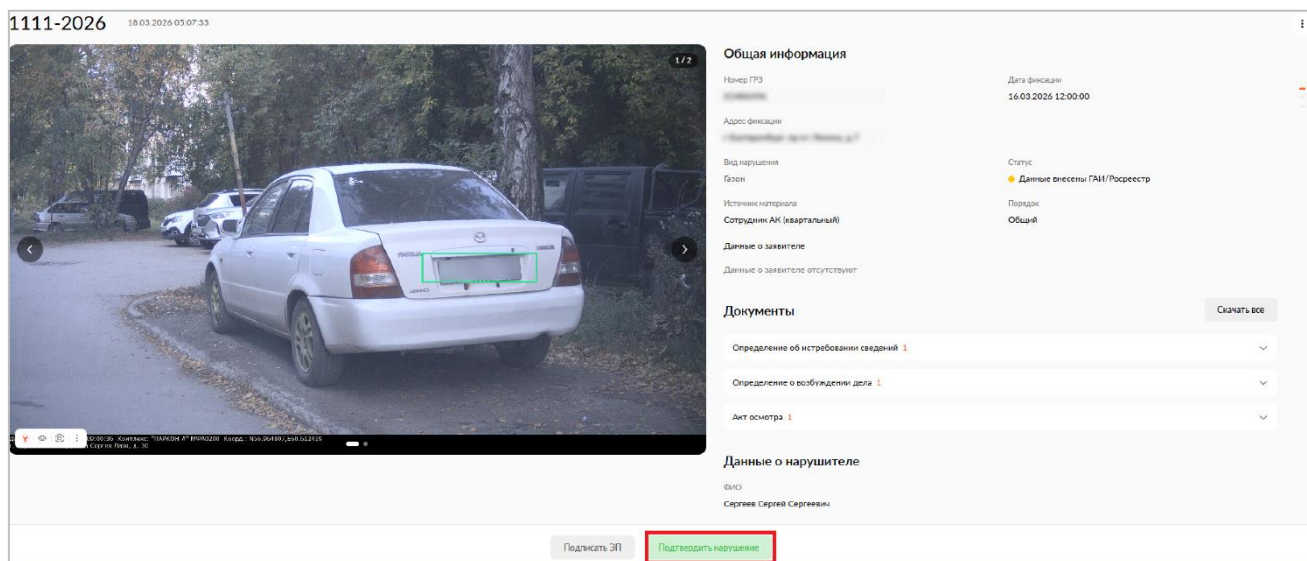 1111-2026
18.03.2026 05:07:33
1/2
Общая информация
Номер ГРЗ
Дата фиксации
16.03.2026 12:00:00
Адрес фиксации
Вид нарушения
Статус
Газон
Данные внесены ГАИ/Росреестр
Источник материала
Порядок
Сотрудник АК (квартальный)
Общий
Данные о заявителе
Данные о заявителе отсутствуют
Документы
Скачать все
Определение об истребовании сведений 1
Определение о возбуждении дела 1
Акт осмотра 1
Комплекс: "ПАРКОН А"
Данные о нарушителе
ФИО
Сергеев Сергей Сергеевич
Подписать ЭП
Подтвердить нарушение